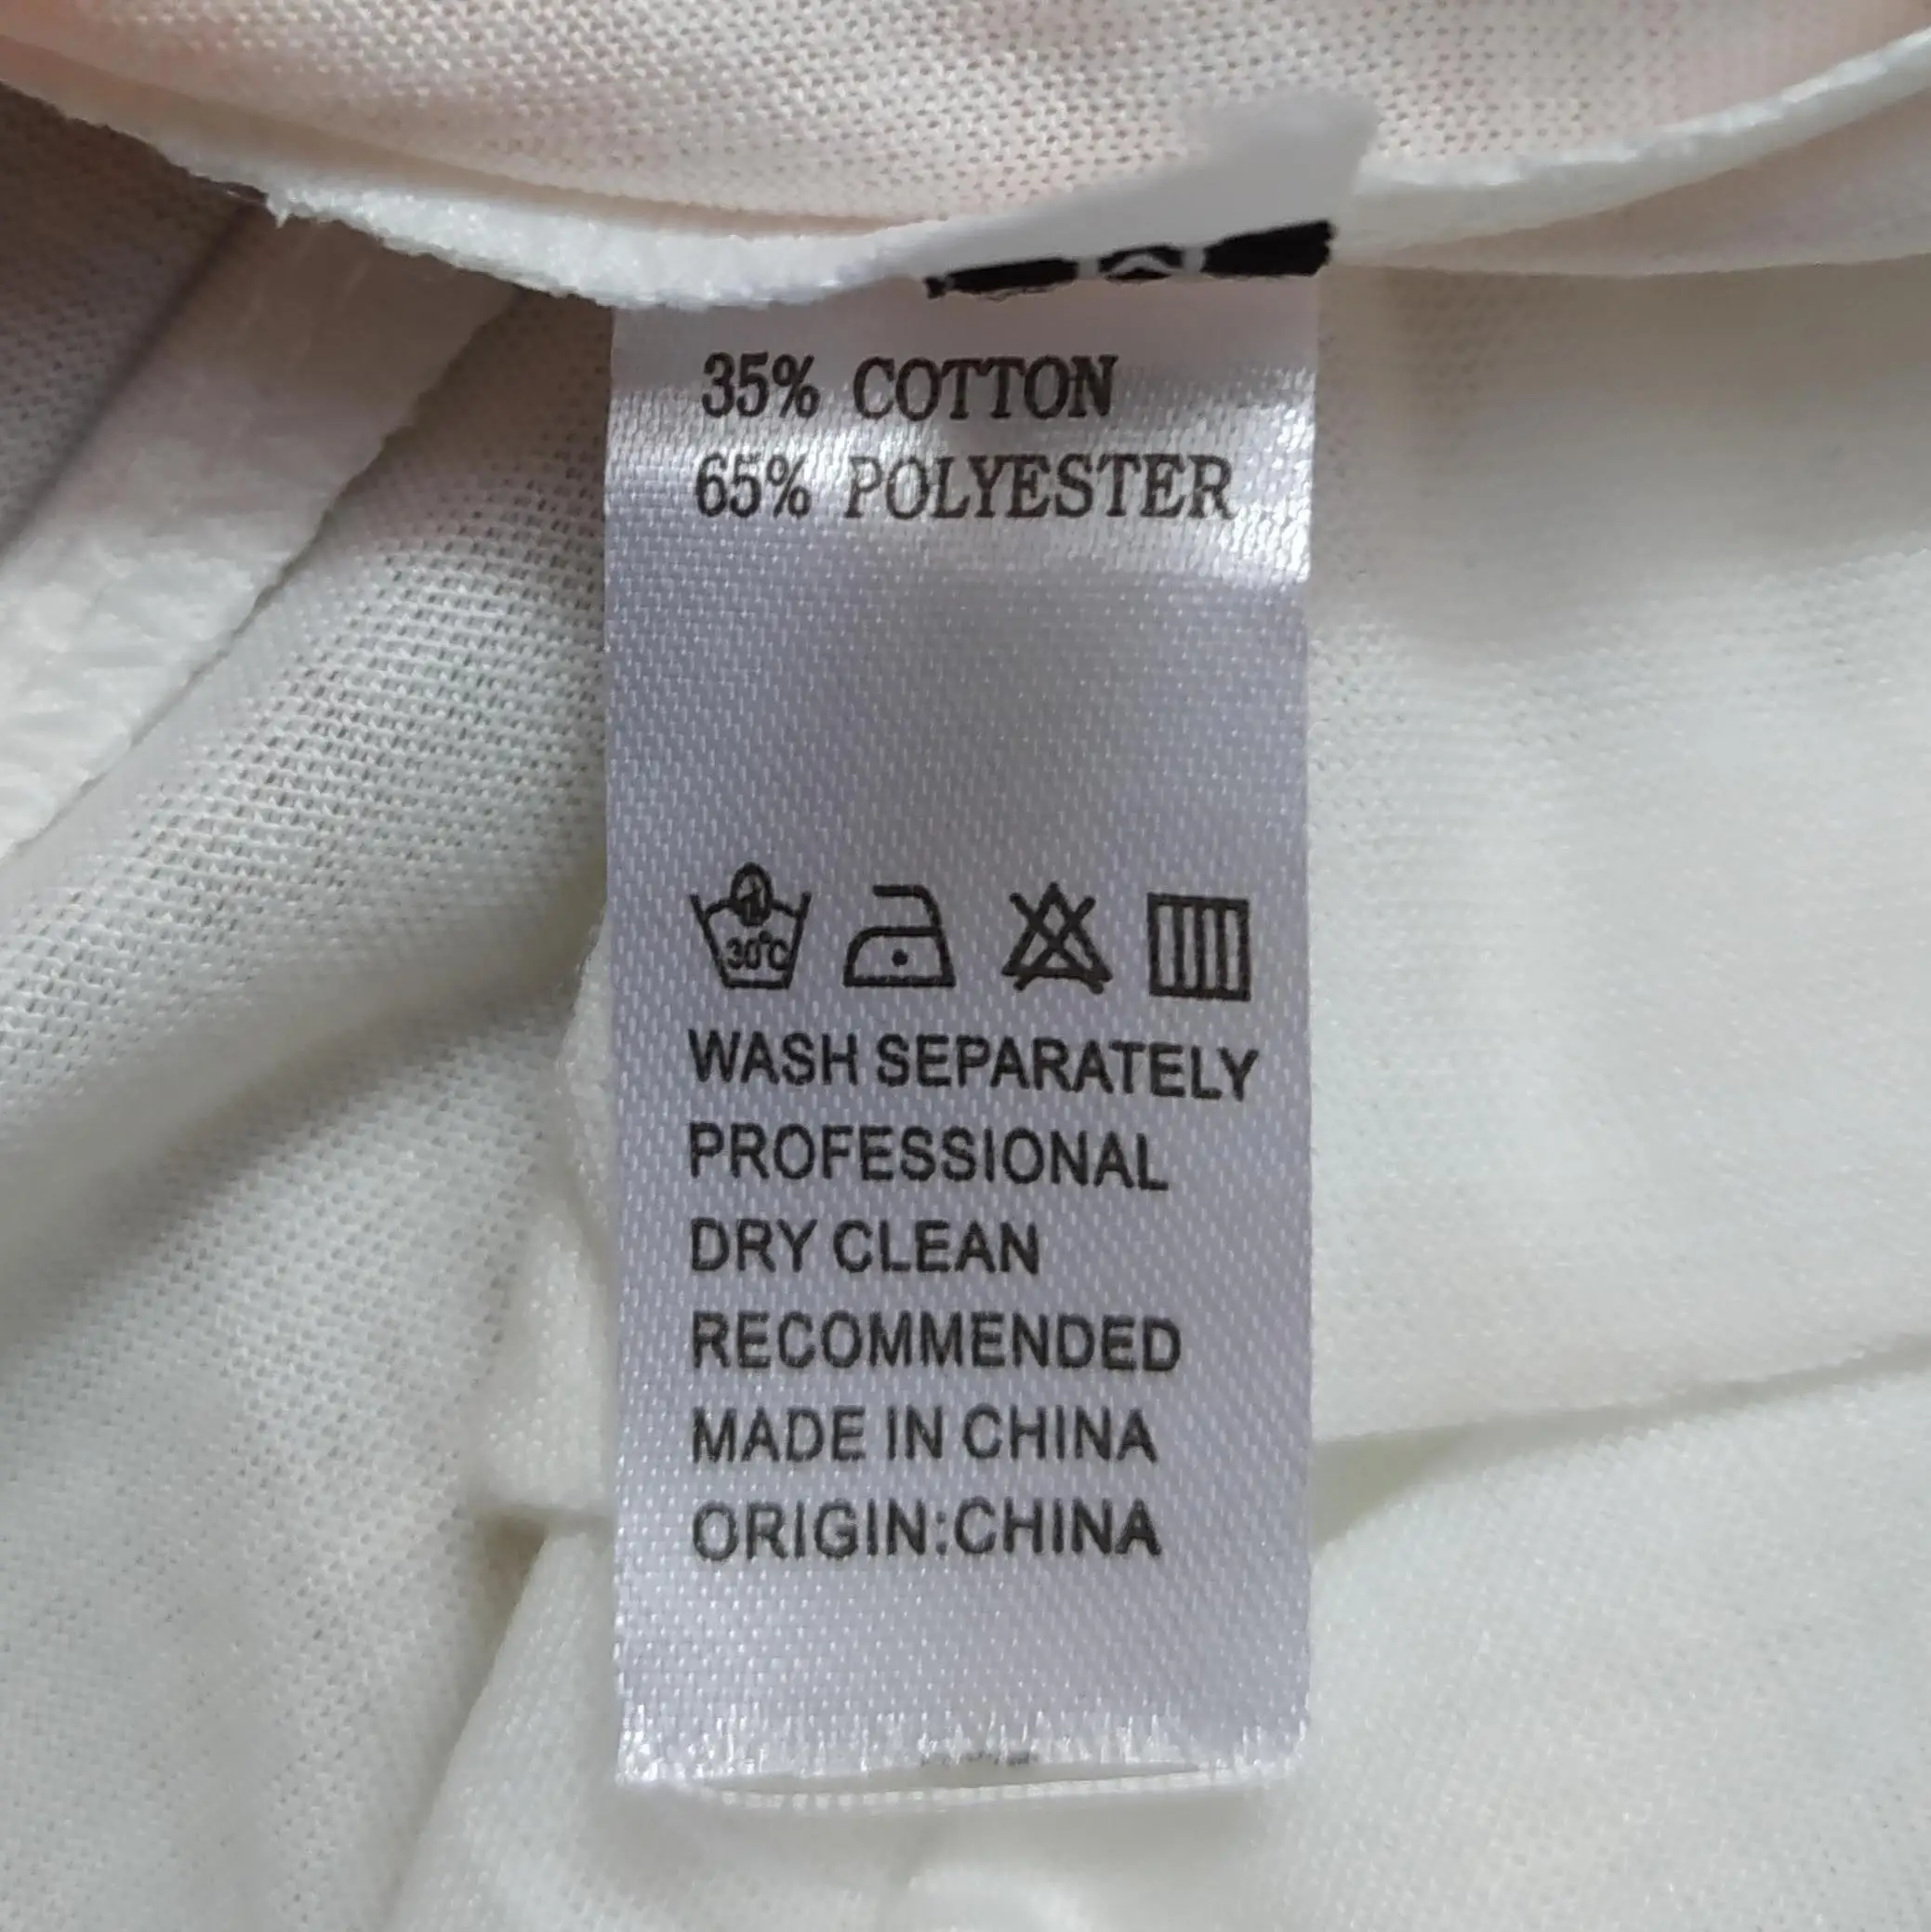 35% COTTON
65% POLYESTER
30°C
WASH SEPARATELY
PROFESSIONAL
DRY CLEAN
RECOMMENDED
MADE IN CHINA
ORIGIN:CHINA